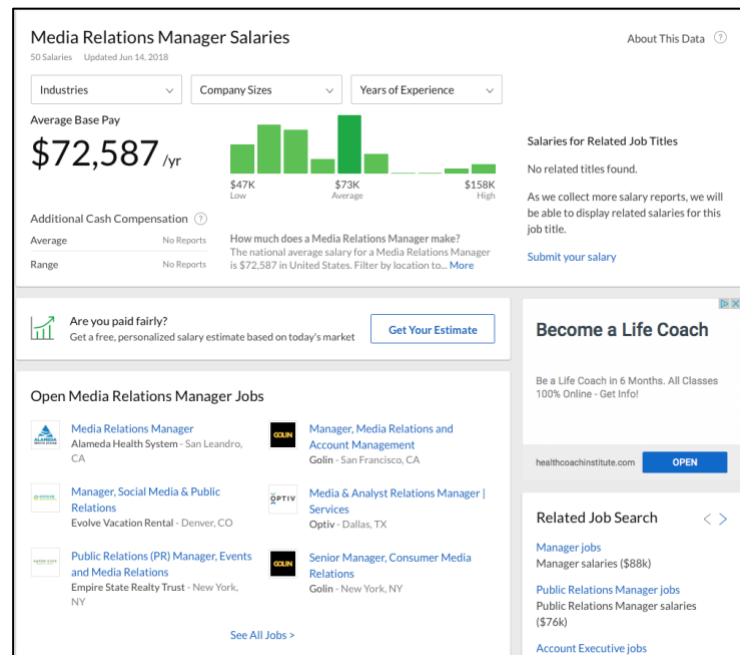 Media Relations Manager Salaries
About This Data ?
50 Salaries Updated Jun 14, 2018
Industries
Company Sizes
Years of Experience
Average Base Pay
$72,587 /yr
$47K
Low
$73K
Average
$158K
High
Additional Cash Compensation ?
Average No Reports
Range No Reports
How much does a Media Relations Manager make?
The national average salary for a Media Relations Manager
is $72,587 in United States. Filter by location to... More
Salaries for Related Job Titles
No related titles found.
As we collect more salary reports, we will
be able to display related salaries for this
job title.
Submit your salary
Are you paid fairly?
Get a free, personalized salary estimate based on today's market
Get Your Estimate
Open Media Relations Manager Jobs
ALAMEDA
Media Relations Manager
Alameda Health System - San Leandro,
CA
GOLIN
Manager, Media Relations and
Account Management
Golin - San Francisco, CA
Manager, Social Media & Public
Relations
Evolve Vacation Rental - Denver, CO
OPTIV
Media & Analyst Relations Manager |
Services
Optiv - Dallas, TX
Public Relations (PR) Manager, Events
and Media Relations
Empire State Realty Trust - New York,
NY
GOLIN
Senior Manager, Consumer Media
Relations
Golin - New York, NY
See All Jobs >
Become a Life Coach
Be a Life Coach in 6 Months. All Classes
100% Online - Get Info!
healthcoachinstitute.com
OPEN
Related Job Search
Manager jobs
Manager salaries ($88k)
Public Relations Manager jobs
Public Relations Manager salaries
($76k)
Account Executive jobs